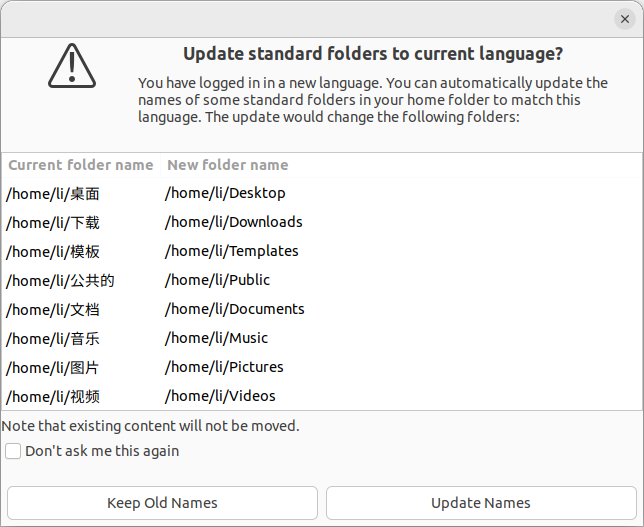 Update standard folders to current language?
You have logged in in a new language. You can automatically update the
names of some standard folders in your home folder to match this
language. The update would change the following folders:
Current folder name New folder name
/home/li/桌面 /home/li/Desktop
/home/li/下载 /home/li/Downloads
/home/li/模板 /home/li/Templates
/home/li/公共的 /home/li/Public
/home/li/文档 /home/li/Documents
/home/li/音乐 /home/li/Music
/home/li/图片 /home/li/Pictures
/home/li/视频 /home/li/Videos
Note that existing content will not be moved.
Don't ask me this again
Keep Old Names Update Names